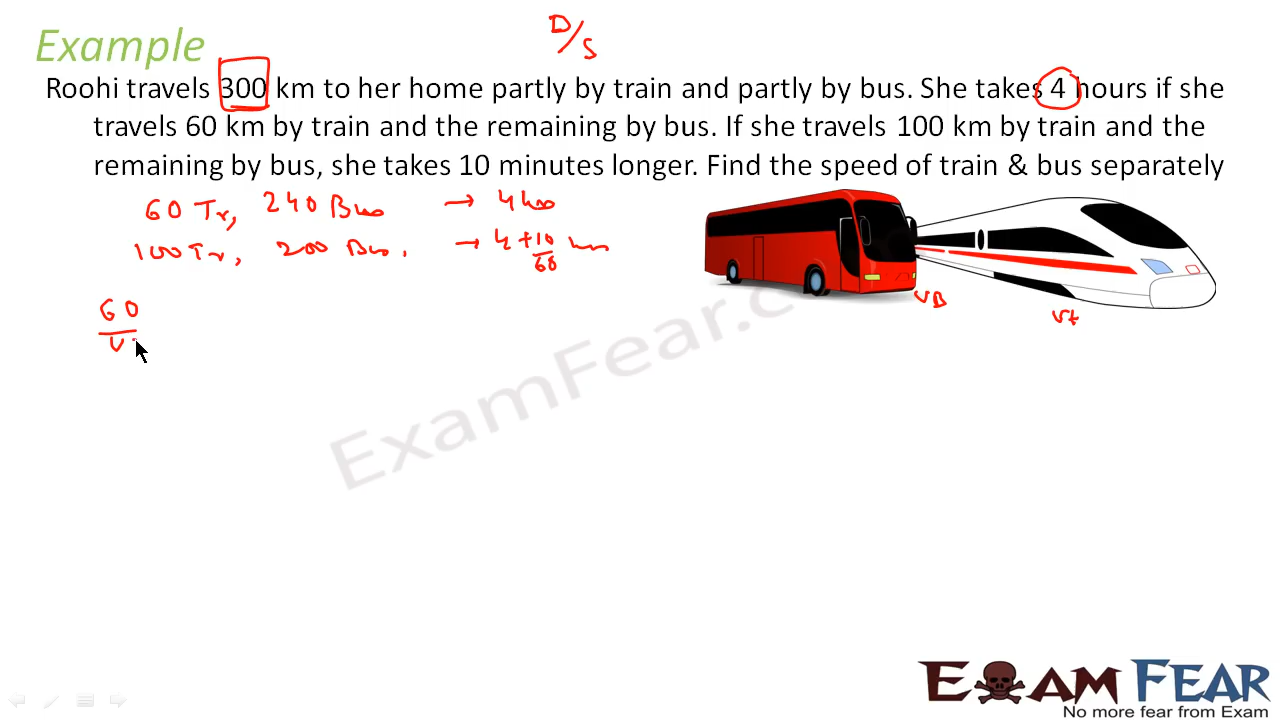 D/S
Example
Roohi travels 300 km to her home partly by train and partly by bus. She takes 4 hours if she
travels 60 km by train and the remaining by bus. If she travels 100 km by train and the
remaining by bus, she takes 10 minutes longer. Find the speed of train & bus separately
60 Tr, 240 Bus → 4 hrs
100 Tr, 200 Bus, → 4 + 10/60 hrs
VB
Vt
60
V
ExamFear.com
EXAM FEAR
No more fear from Exam